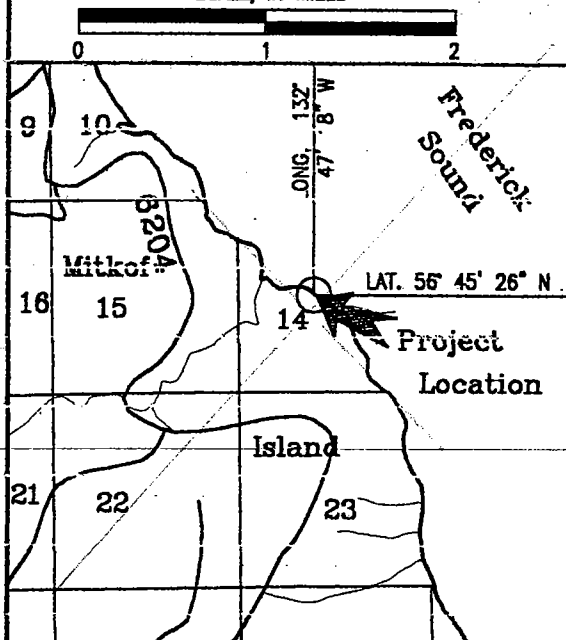 0 1 2
9
10
LONG. 132°
47' 8" W
Frederick
Sound
6204
Mitkof
16
15
14
LAT. 56° 45' 26" N
Project
Location
Island
21
22
23